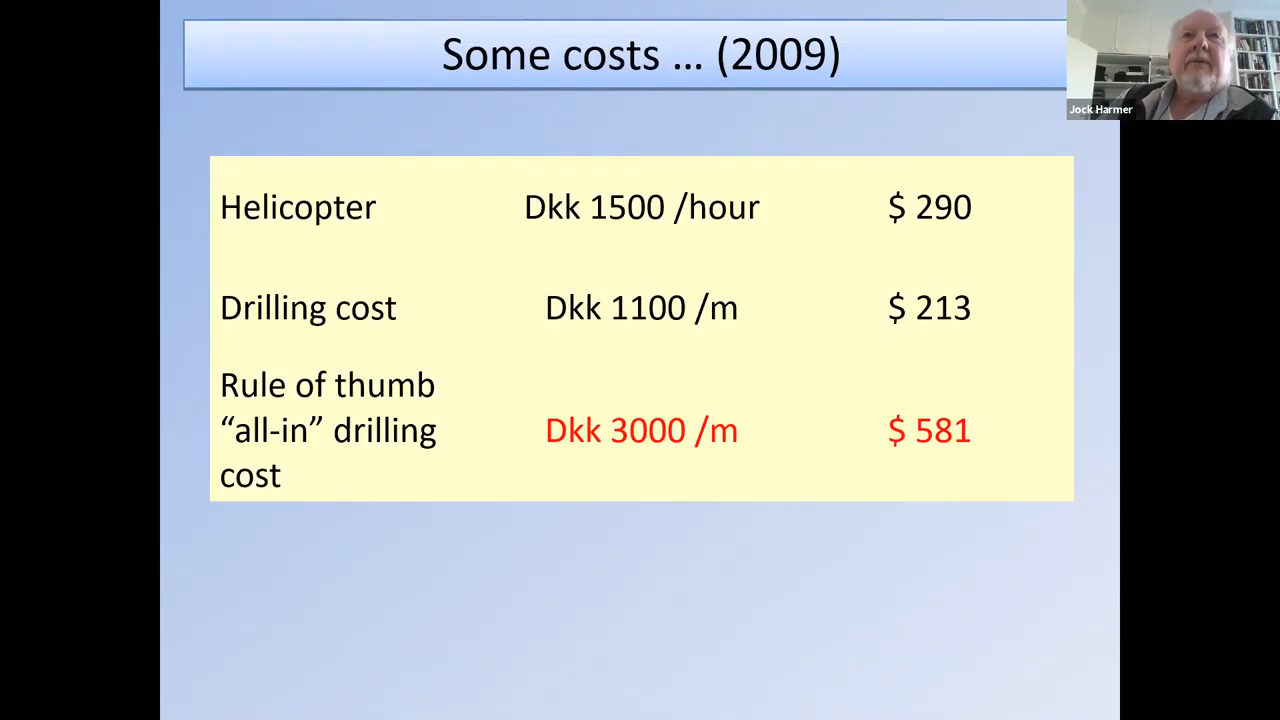 Some costs … (2009)
Jock Harmer
Helicopter Dkk 1500 /hour $ 290
Drilling cost Dkk 1100 /m $ 213
Rule of thumb
“all-in” drilling Dkk 3000 /m $ 581
cost